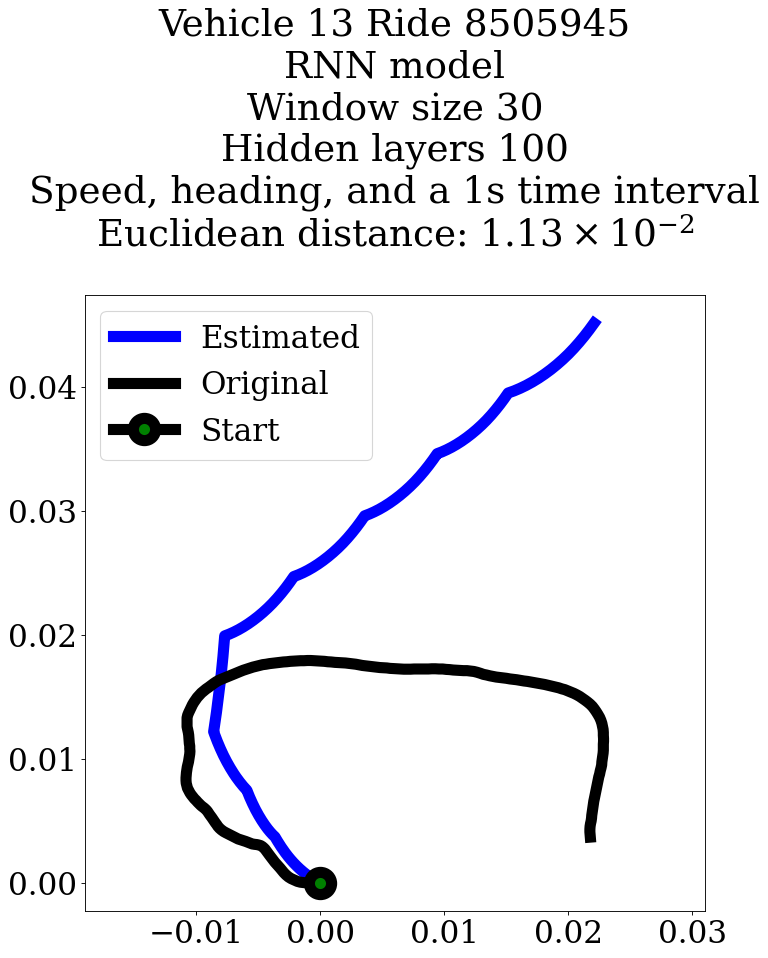 Vehicle 13 Ride 8505945
RNN model
Window size 30
Hidden layers 100
Speed, heading, and a 1s time interval
Euclidean distance: 1.13 × 10⁻²
Estimated
Original
Start
0.04
0.03
0.02
0.01
0.00
−0.01 0.00 0.01 0.02 0.03